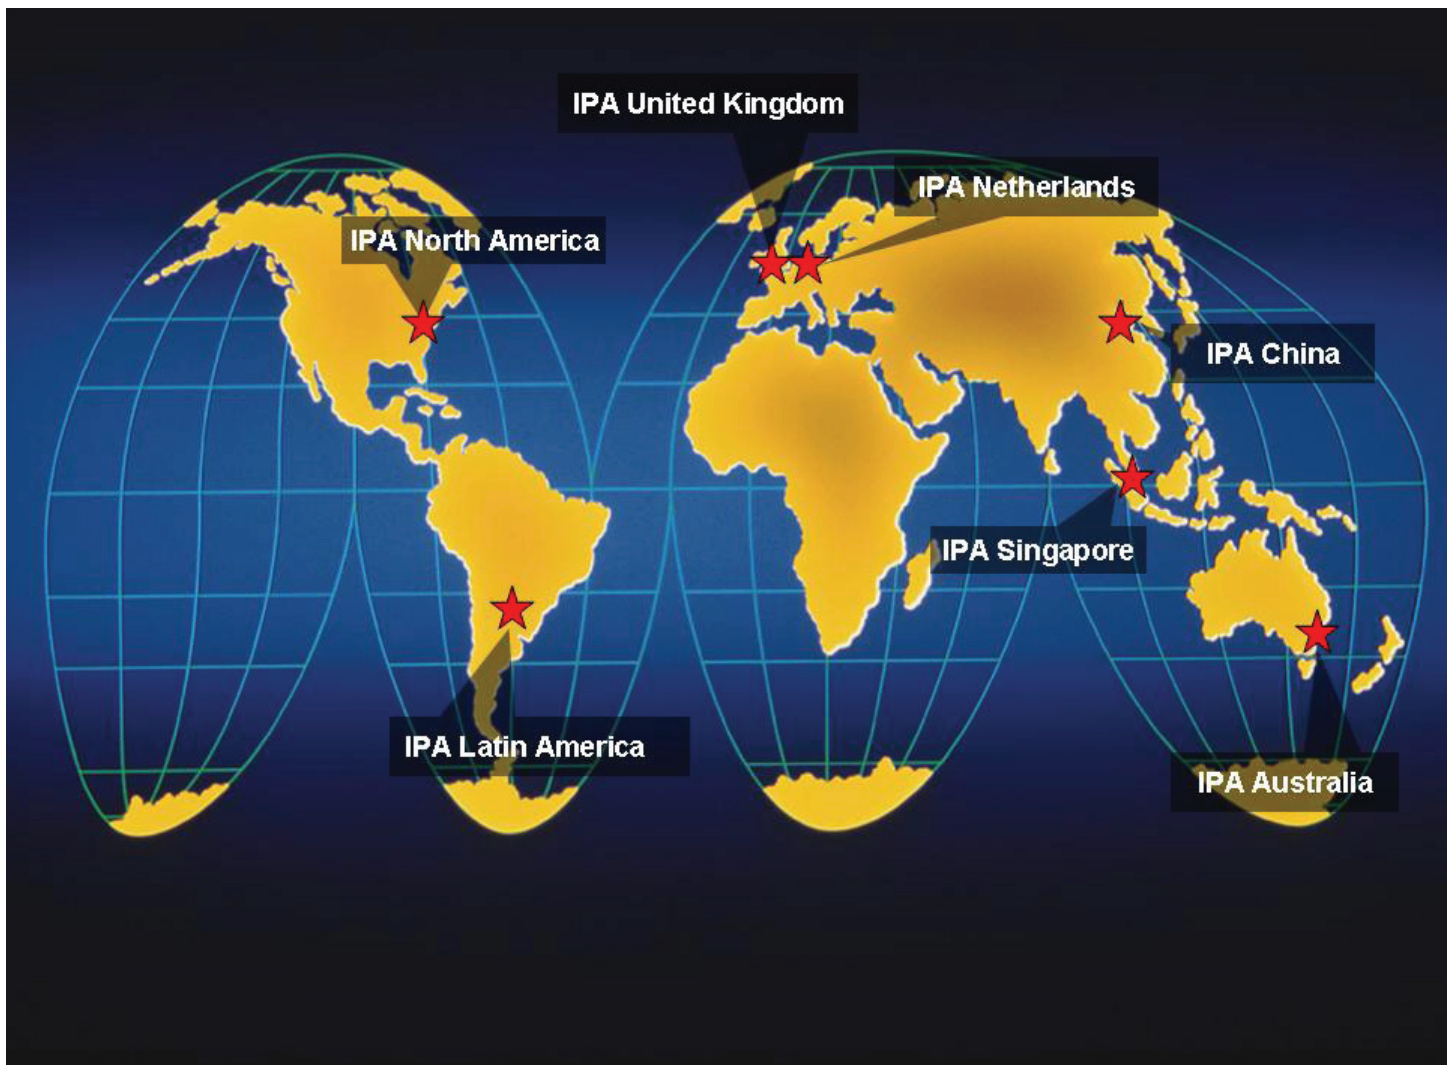 IPA United Kingdom
IPA Netherlands
IPA North America
IPA China
IPA Singapore
IPA Latin America
IPA Australia